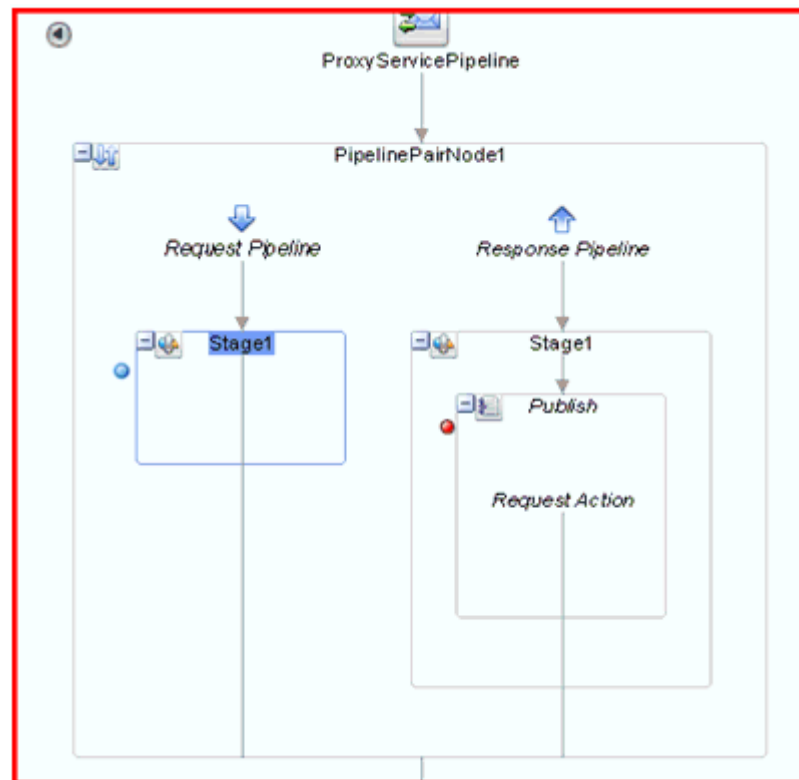 ProxyServicePipeline
PipelinePairNode1
Request Pipeline
Response Pipeline
Stage1
Stage1
Publish
Request Action